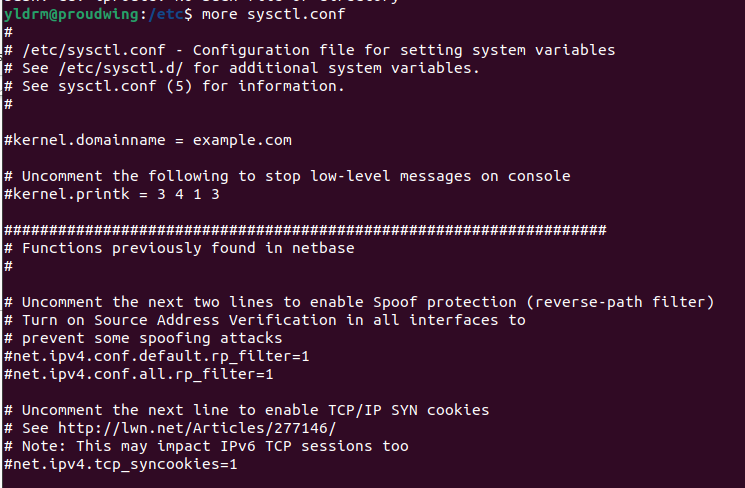 yldrm@proudwing:/etc$ more sysctl.conf
#
# /etc/sysctl.conf - Configuration file for setting system variables
# See /etc/sysctl.d/ for additional system variables.
# See sysctl.conf (5) for information.
#
#kernel.domainname = example.com
# Uncomment the following to stop low-level messages on console
#kernel.printk = 3 4 1 3
###################################################################
# Functions previously found in netbase
#
# Uncomment the next two lines to enable Spoof protection (reverse-path filter)
# Turn on Source Address Verification in all interfaces to
# prevent some spoofing attacks
#net.ipv4.conf.default.rp_filter=1
#net.ipv4.conf.all.rp_filter=1
# Uncomment the next line to enable TCP/IP SYN cookies
# See http://lwn.net/Articles/277146/
# Note: This may impact IPv6 TCP sessions too
#net.ipv4.tcp_syncookies=1